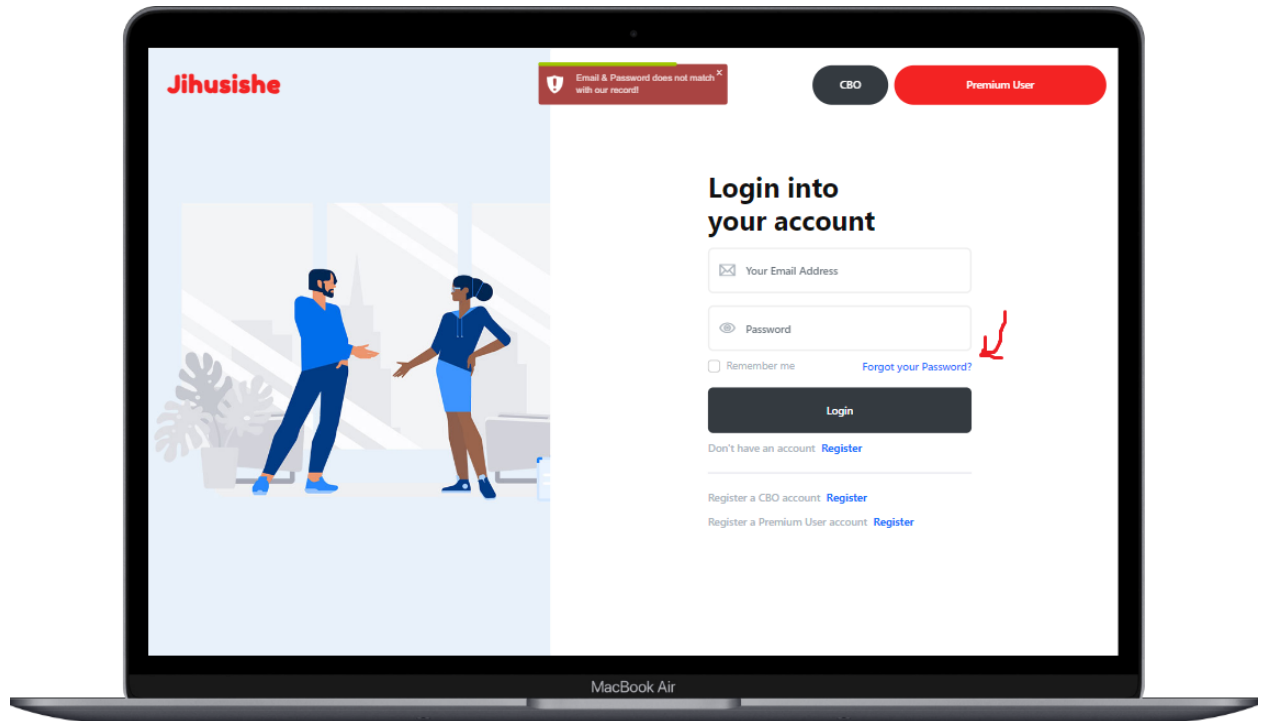 Jihusishe
Email & Password does not match
with our record!
x
CBO
Premium User
Login into
your account
Your Email Address
Password
Remember me
Forgot your Password?
Login
Don't have an account Register
Register a CBO account Register
Register a Premium User account Register
MacBook Air